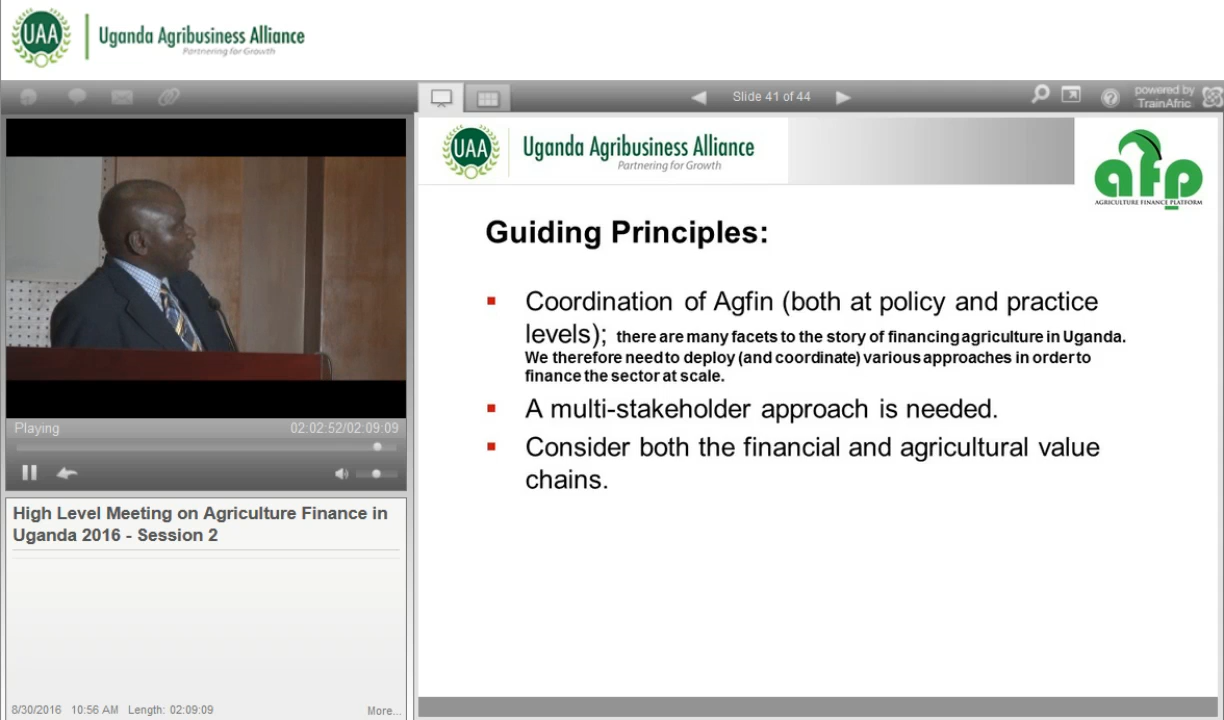 UAA
Uganda Agribusiness Alliance
Partnering for Growth
Slide 41 of 44
powered by
TrainAfric
UAA
Uganda Agribusiness Alliance
Partnering for Growth
afp
AGRICULTURE FINANCE PLATFORM
Guiding Principles:
Coordination of Agfin (both at policy and practice
levels); there are many facets to the story of financing agriculture in Uganda.
We therefore need to deploy (and coordinate) various approaches in order to
finance the sector at scale.
A multi-stakeholder approach is needed.
Consider both the financial and agricultural value
chains.
Playing 02:02:52/02:09:09
High Level Meeting on Agriculture Finance in
Uganda 2016 - Session 2
8/30/2016 10:56 AM Length: 02:09:09 More...